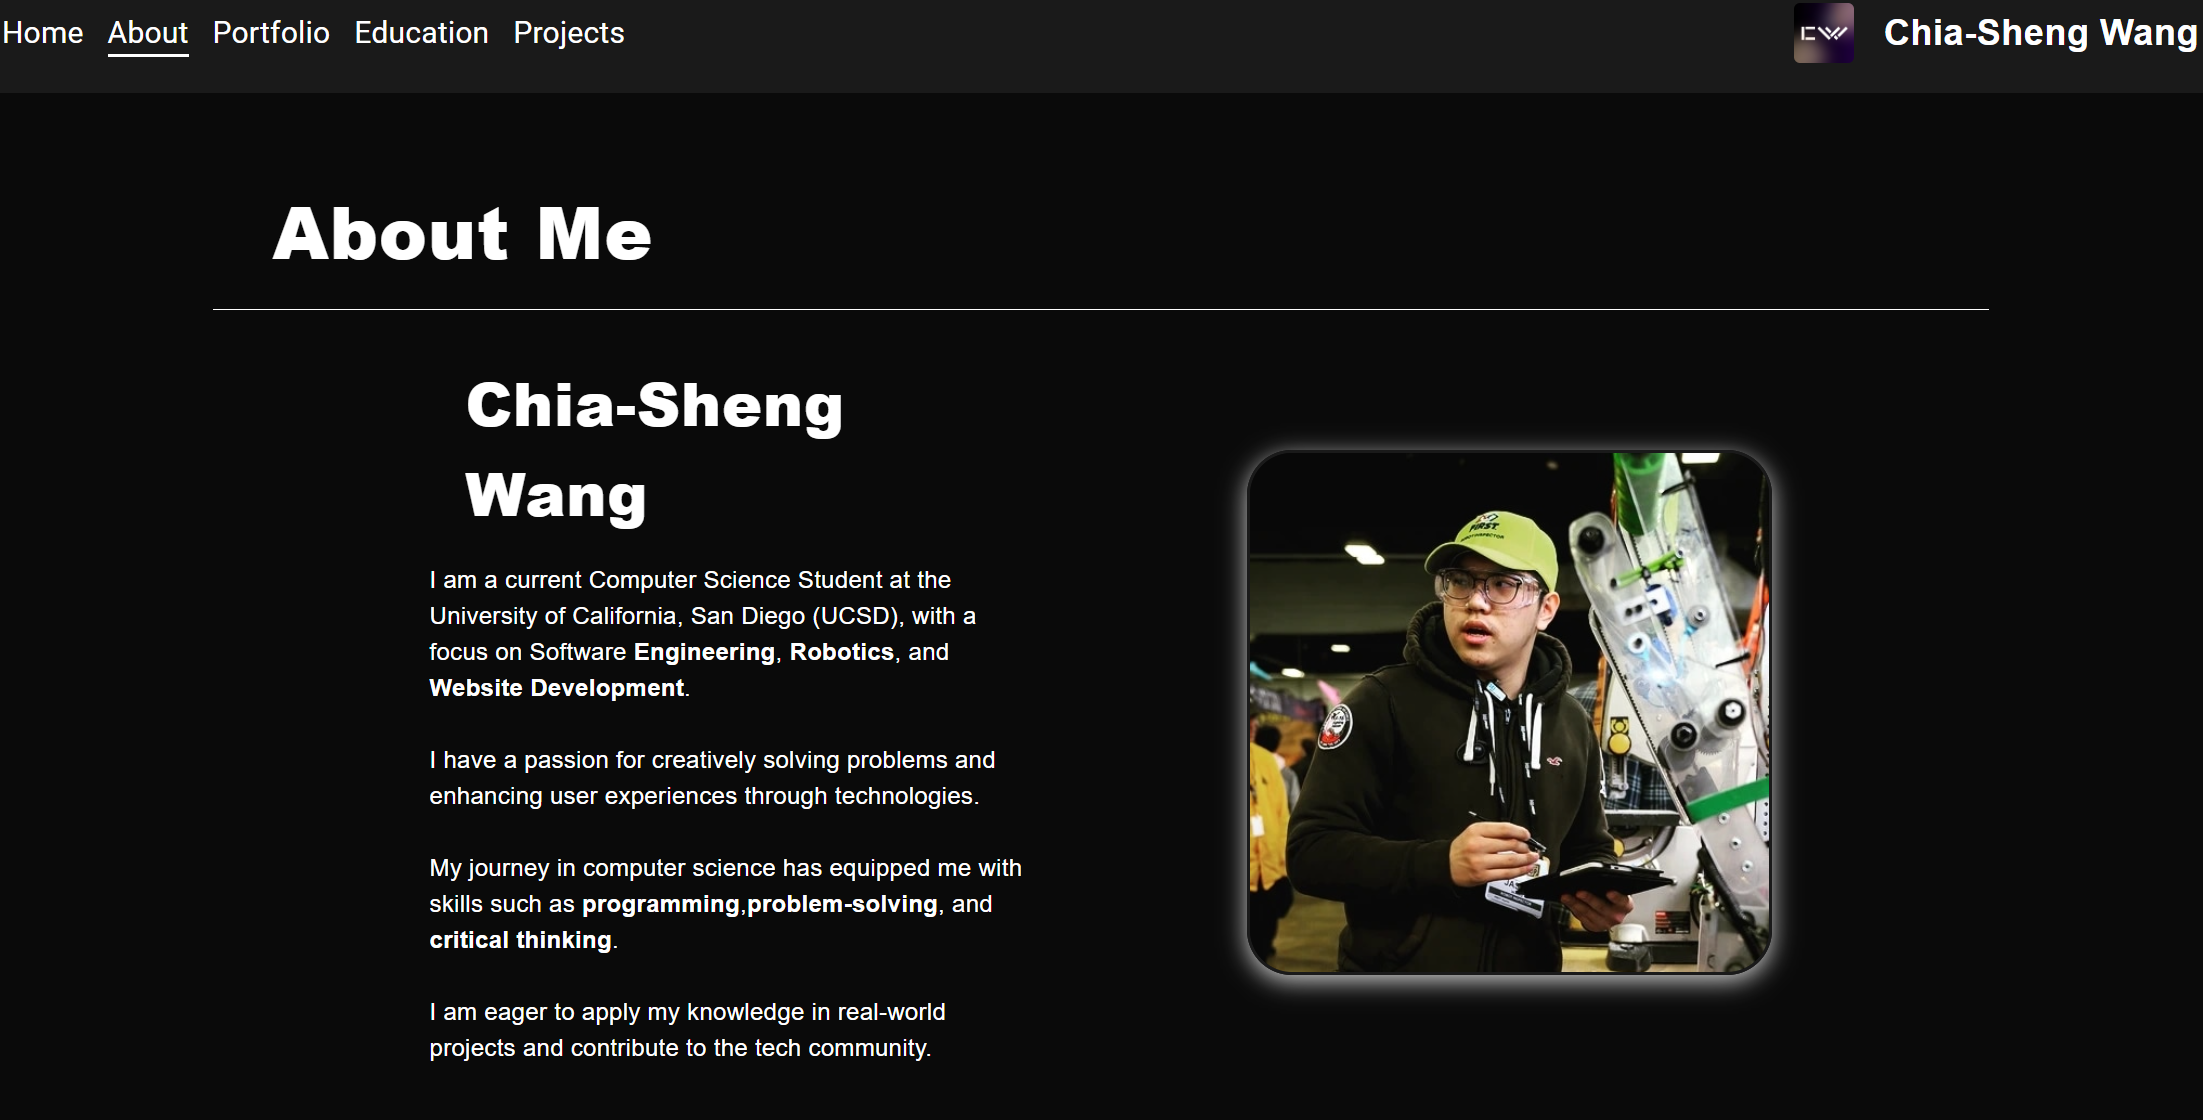 Home About Portfolio Education Projects
CW Chia-Sheng Wang
About Me
Chia-Sheng
Wang
I am a current Computer Science Student at the
University of California, San Diego (UCSD), with a
focus on Software Engineering, Robotics, and
Website Development.
I have a passion for creatively solving problems and
enhancing user experiences through technologies.
My journey in computer science has equipped me with
skills such as programming,problem-solving, and
critical thinking.
I am eager to apply my knowledge in real-world
projects and contribute to the tech community.
FIRST